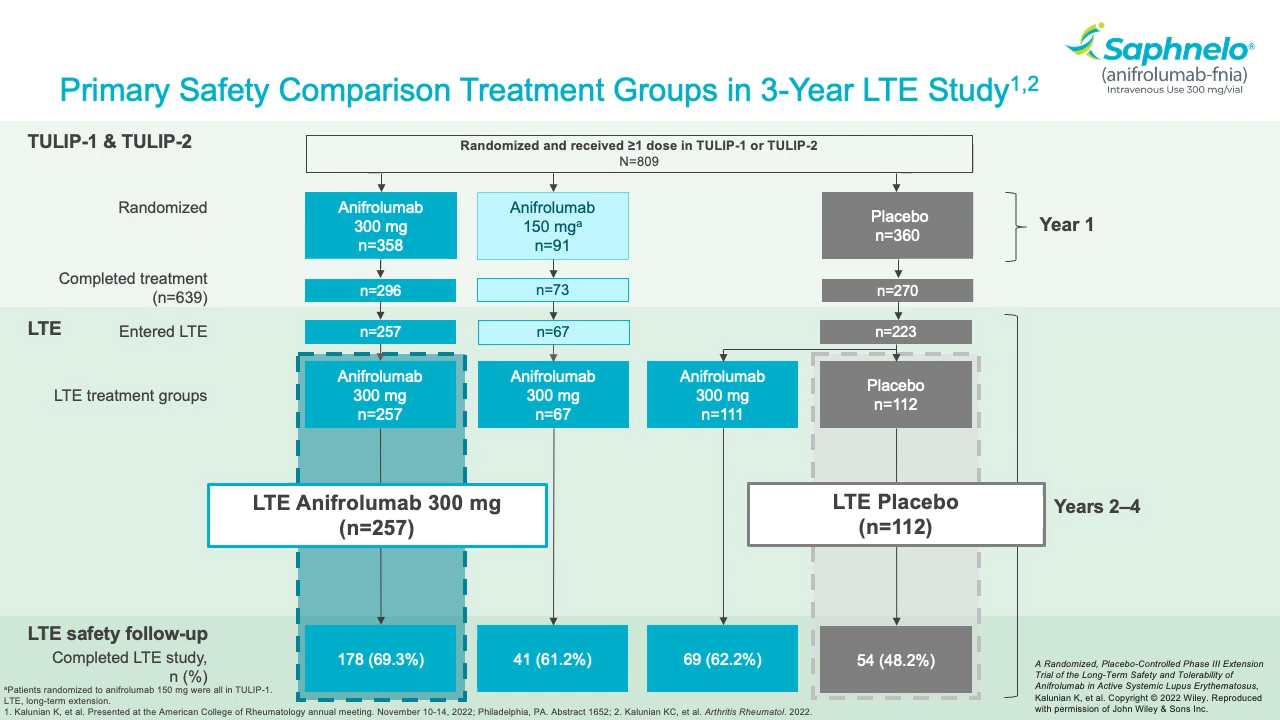 Saphnelo®
(anifrolumab-fnia)
Intravenous Use 300 mg/vial
Primary Safety Comparison Treatment Groups in 3-Year LTE Study1,2
TULIP-1 & TULIP-2
Randomized and received ≥1 dose in TULIP-1 or TULIP-2
N=809
Randomized
Anifrolumab
300 mg
n=358
Anifrolumab
150 mgª
n=91
Placebo
n=360
Year 1
Completed treatment
(n=639)
n=296
n=73
n=270
LTE
Entered LTE
n=257
n=67
n=223
LTE treatment groups
Anifrolumab
300 mg
n=257
Anifrolumab
300 mg
n=67
Anifrolumab
300 mg
n=111
Placebo
n=112
LTE Anifrolumab 300 mg
(n=257)
LTE Placebo
(n=112)
Years 2–4
LTE safety follow-up
Completed LTE study,
n (%)
178 (69.3%)
41 (61.2%)
69 (62.2%)
54 (48.2%)
ªPatients randomized to anifrolumab 150 mg were all in TULIP-1.
LTE, long-term extension.
1. Kalunian K, et al. Presented at the American College of Rheumatology annual meeting. November 10-14, 2022; Philadelphia, PA. Abstract 1652; 2. Kalunian KC, et al. Arthritis Rheumatol. 2022.
A Randomized, Placebo-Controlled Phase III Extension
Trial of the Long-Term Safety and Tolerability of
Anifrolumab in Active Systemic Lupus Erythematosus,
Kalunian K, et al. Copyright © 2022 Wiley. Reproduced
with permission of John Wiley & Sons Inc.